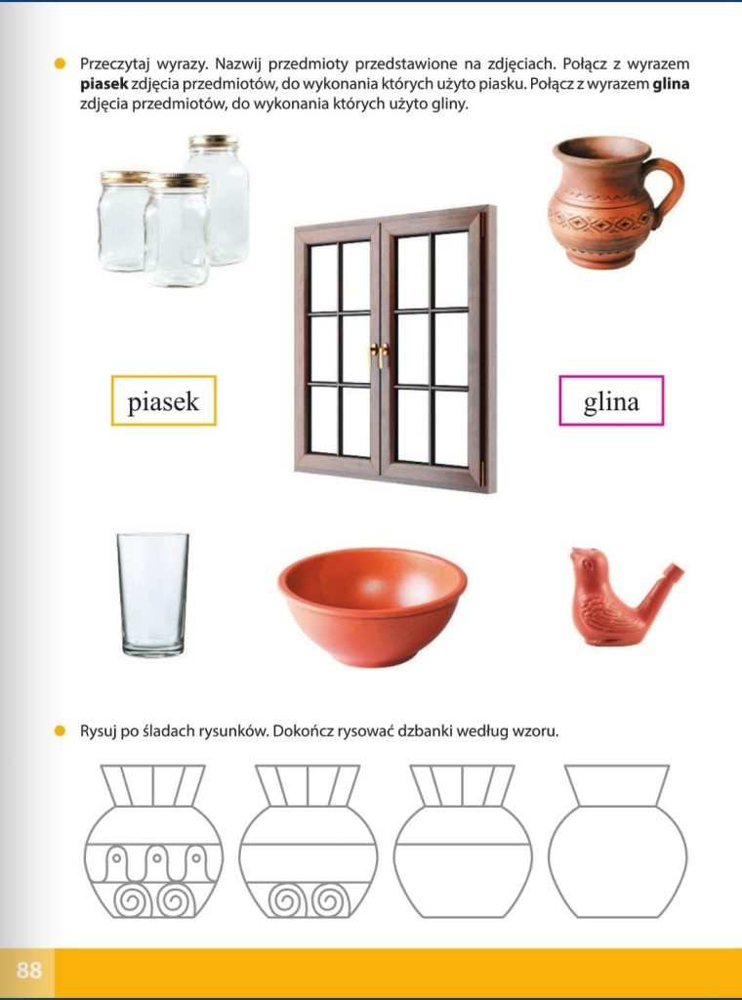 Przeczytaj wyrazy. Nazwij przedmioty przedstawione na zdjęciach. Połącz z wyrazem
piasek zdjęcia przedmiotów, do wykonania których użyto piasku. Połącz z wyrazem glina
zdjęcia przedmiotów, do wykonania których użyto gliny.
piasek
glina
Rysuj po śladach rysunków. Dokończ rysować dzbanki według wzoru.
88